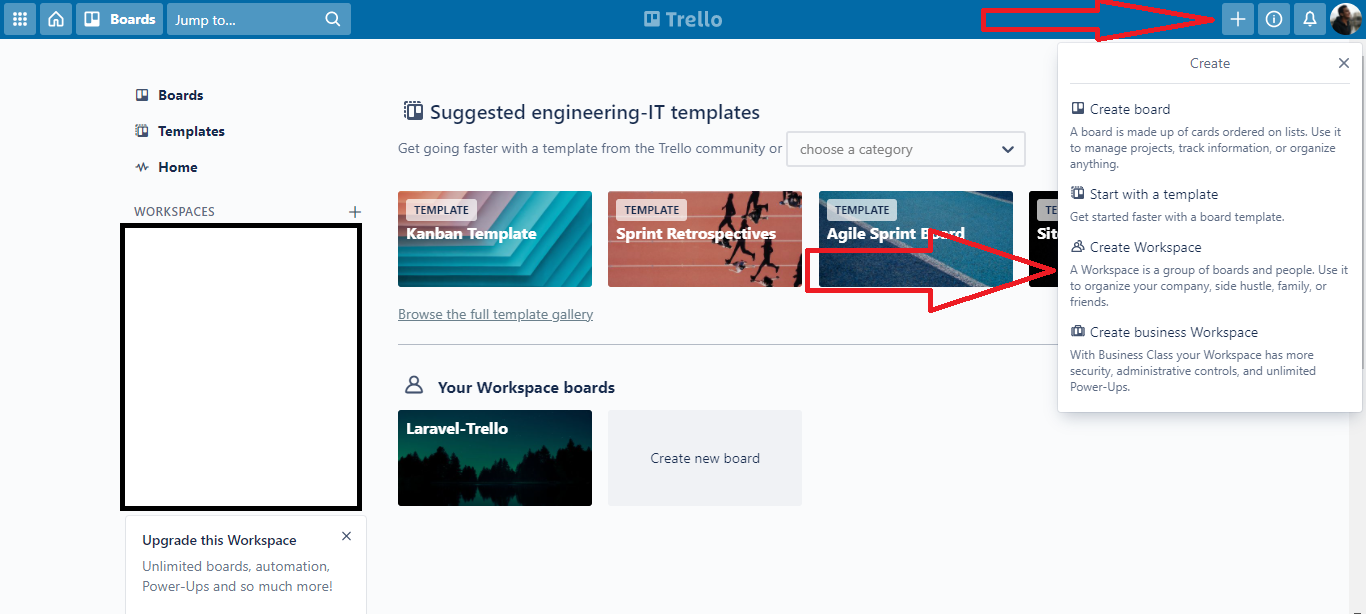 Boards
Jump to...
Trello
Create
Create board
A board is made up of cards ordered on lists. Use it
to manage projects, track information, or organize
anything.
Start with a template
Get started faster with a board template.
Create Workspace
A Workspace is a group of boards and people. Use it
to organize your company, side hustle, family, or
friends.
Create business Workspace
With Business Class your Workspace has more
security, administrative controls, and unlimited
Power-Ups.
Boards
Templates
Home
WORKSPACES
Upgrade this Workspace
Unlimited boards, automation,
Power-Ups and so much more!
Suggested engineering-IT templates
Get going faster with a template from the Trello community or
choose a category
TEMPLATE
Kanban Template
TEMPLATE
Sprint Retrospectives
TEMPLATE
Agile Sprint Board
Browse the full template gallery
Your Workspace boards
Laravel-Trello
Create new board